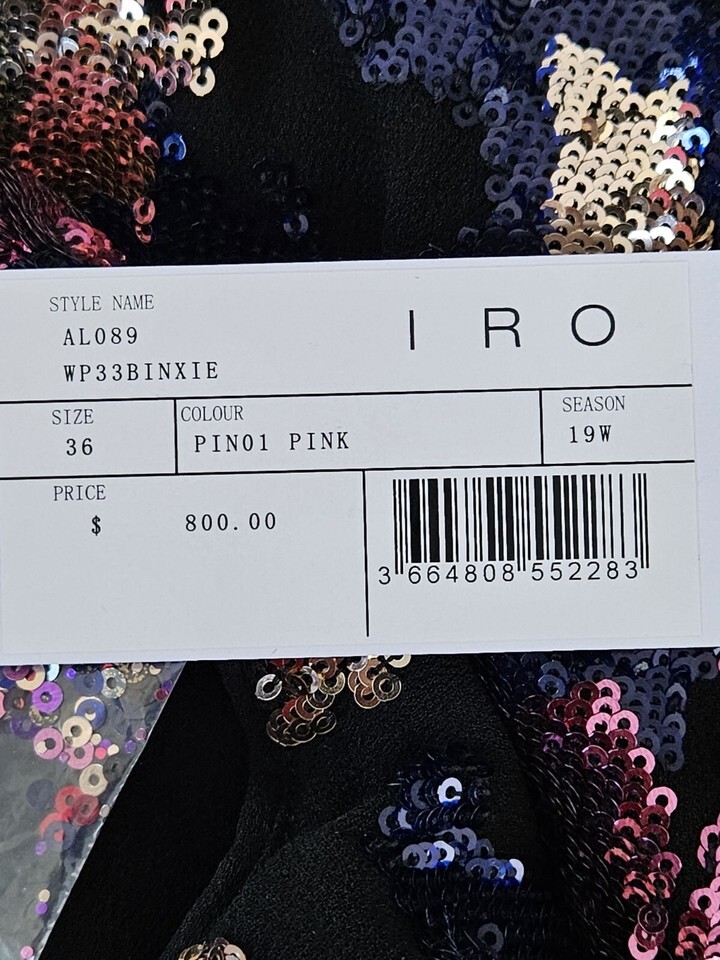 STYLE NAME
AL089
WP33BINXIE
IRO
SIZE
36
COLOUR
PIN01 PINK
SEASON
19W
PRICE
$ 800.00
3 664808 552283